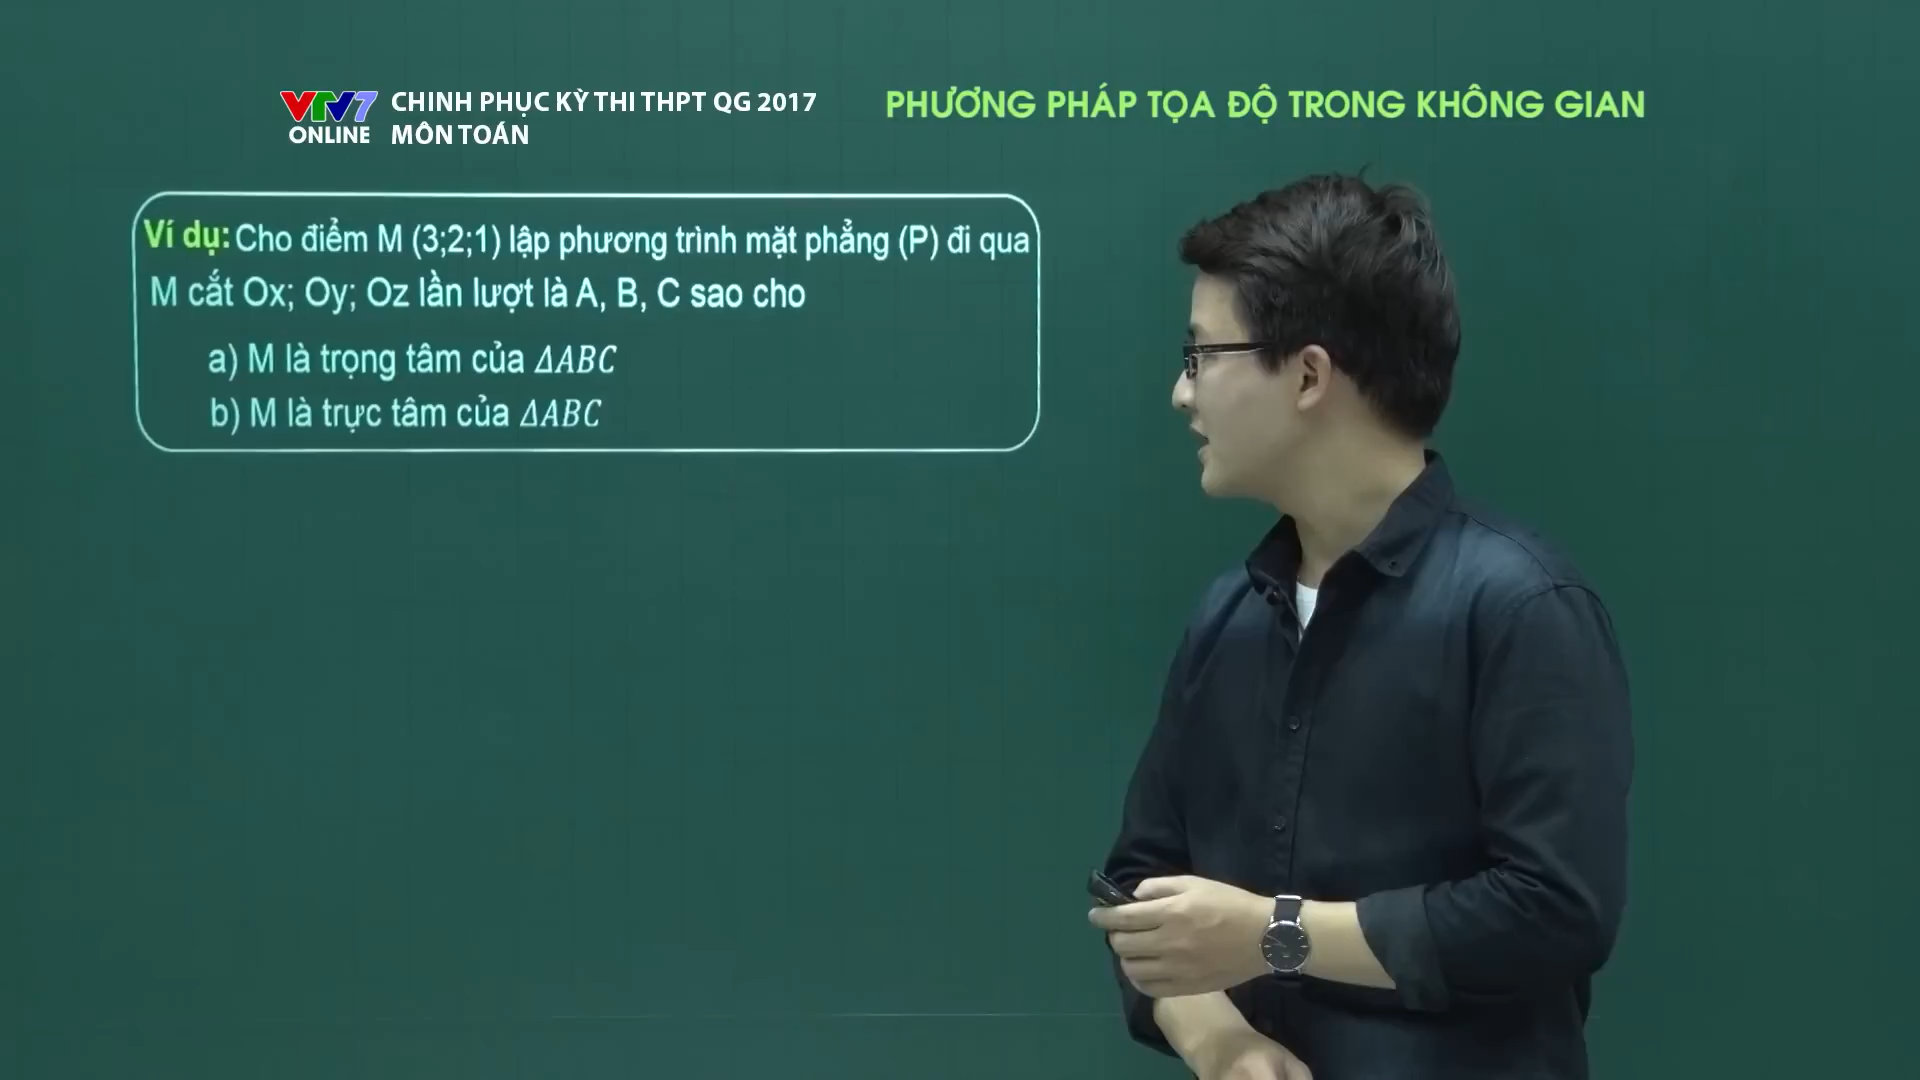 VTV7
ONLINE
CHINH PHỤC KỲ THI THPT QG 2017
MÔN TOÁN
PHƯƠNG PHÁP TỌA ĐỘ TRONG KHÔNG GIAN
Ví dụ: Cho điểm M (3;2;1) lập phương trình mặt phẳng (P) đi qua
M cắt Ox; Oy; Oz lần lượt là A, B, C sao cho
a) M là trọng tâm của ΔABC
b) M là trực tâm của ΔABC